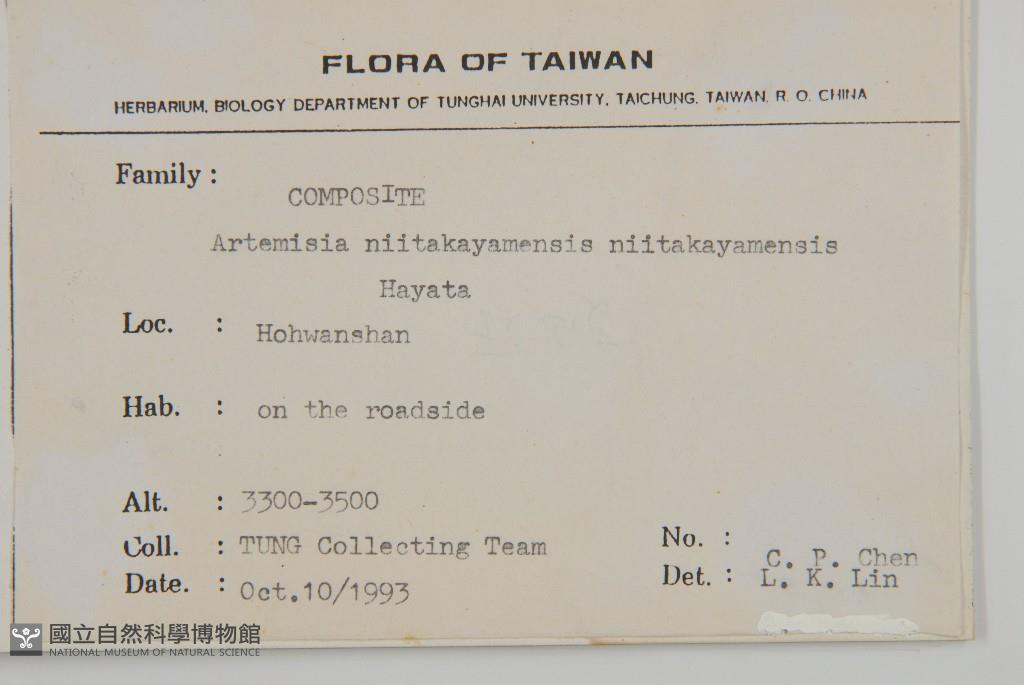 FLORA OF TAIWAN
HERBARIUM, BIOLOGY DEPARTMENT OF TUNGHAI UNIVERSITY, TAICHUNG, TAIWAN, R. O. CHINA
Family :
COMPOSITE
Artemisia niitakayamensis niitakayamensis
Hayata
Loc. : Hohwanshan
Hab. : on the roadside
Alt. : 3300-3500
Coll. : TUNG Collecting Team
No. :
C. P. Chen
Date. : Oct.10/1993
Det. : L. K. Lin
國立自然科學博物館
NATIONAL MUSEUM OF NATURAL SCIENCE